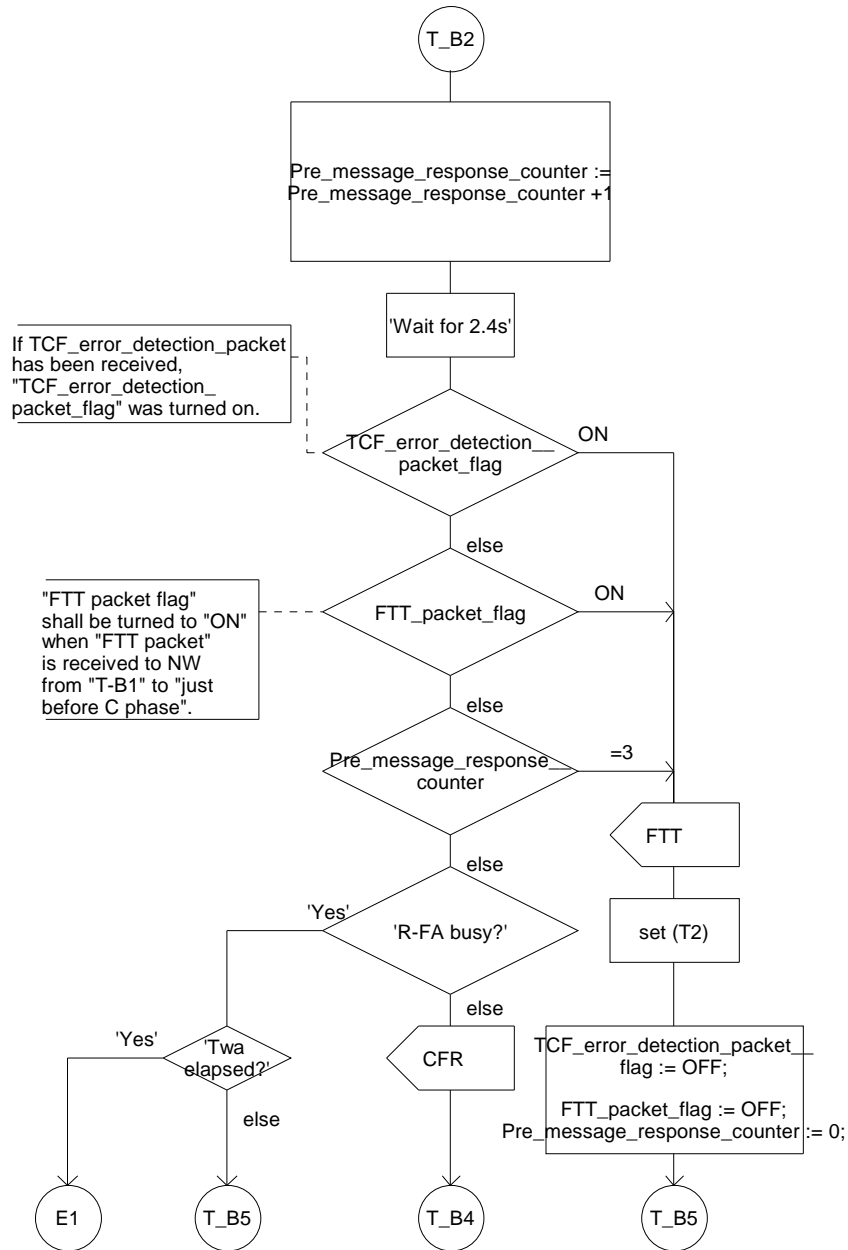 T_B2
Pre_message_response_counter :=
Pre_message_response_counter +1
'Wait for 2.4s'
If TCF_error_detection_packet
has been received,
"TCF_error_detection_
packet_flag" was turned on.
TCF_error_detection__
packet_flag
ON
else
"FTT packet flag"
shall be turned to "ON"
when "FTT packet"
is received to NW
from "T-B1" to "just
before C phase".
FTT_packet_flag
ON
else
Pre_message_response__
counter
=3
FTT
else
'Yes'
'R-FA busy?'
set (T2)
else
'Yes'
'Twa
elapsed?'
else
CFR
TCF_error_detection_packet__
flag := OFF;
FTT_packet_flag := OFF;
Pre_message_response_counter := 0;
E1
T_B5
T_B4
T_B5